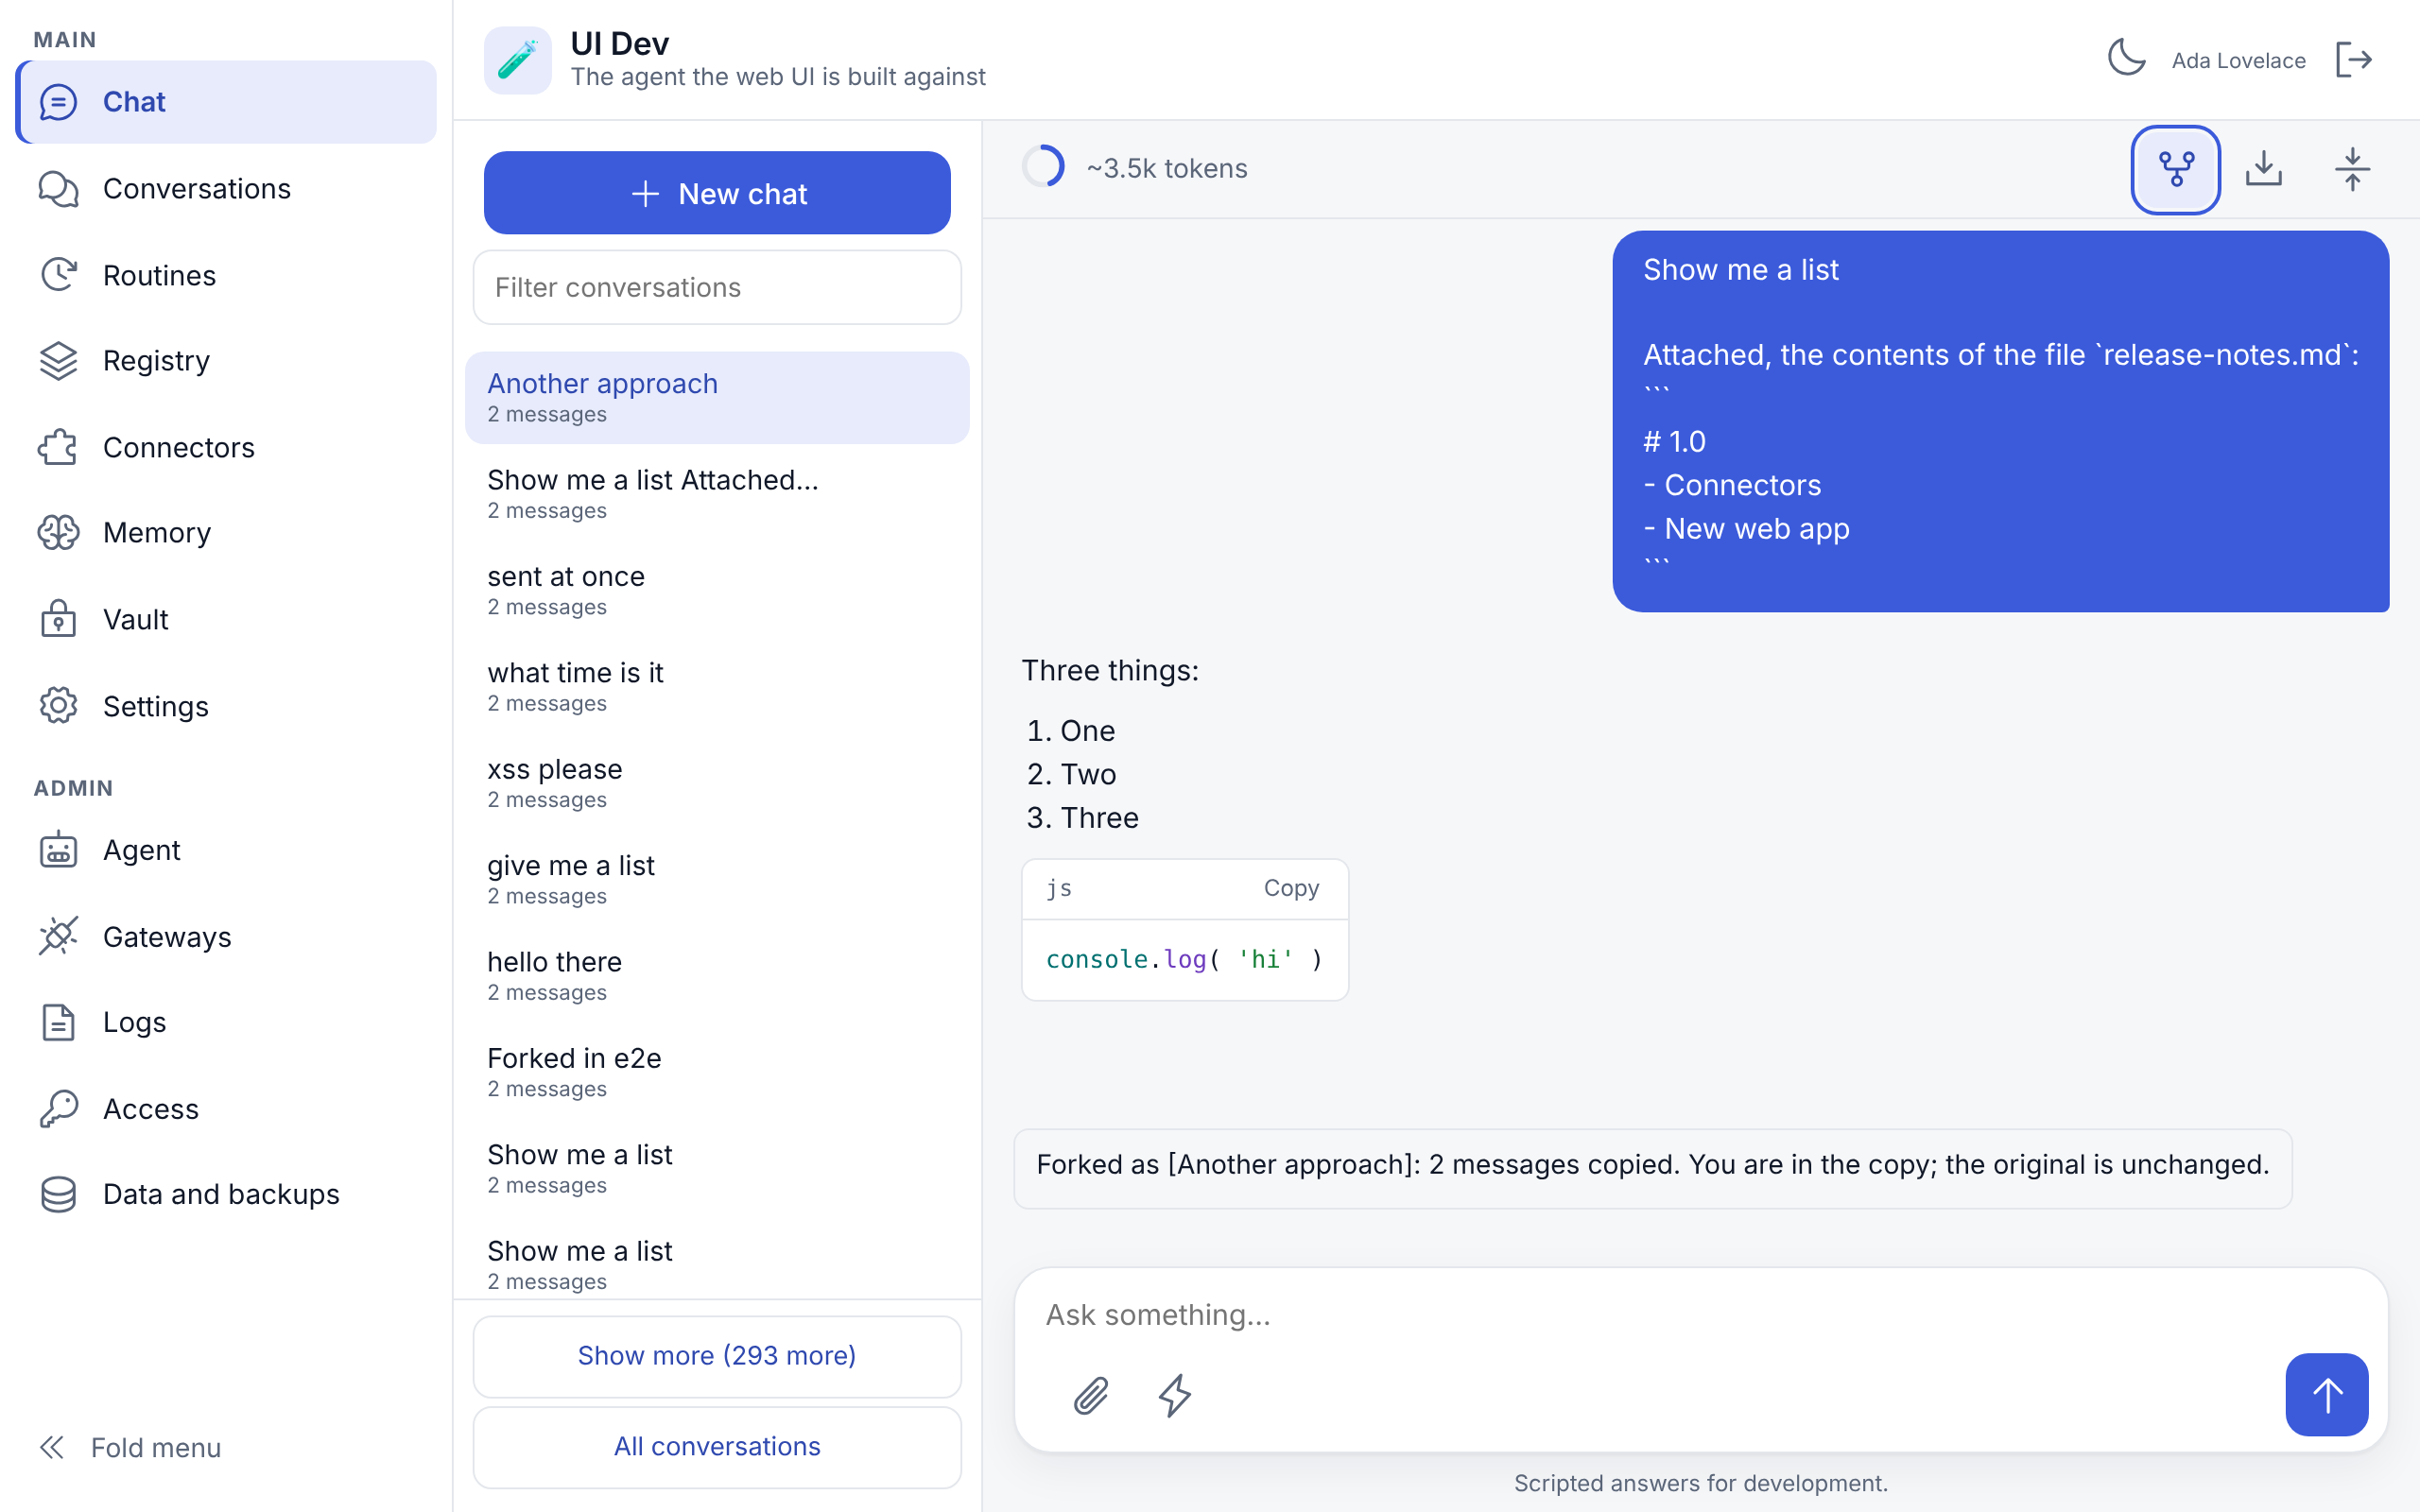 MAIN
Chat
Conversations
Routines
Registry
Connectors
Memory
Vault
Settings
ADMIN
Agent
Gateways
Logs
Access
Data and backups
Fold menu
UI Dev
The agent the web UI is built against
Ada Lovelace
New chat
Filter conversations
Another approach
2 messages
Show me a list Attached...
2 messages
sent at once
2 messages
what time is it
2 messages
xss please
2 messages
give me a list
2 messages
hello there
2 messages
Forked in e2e
2 messages
Show me a list
2 messages
Show me a list
2 messages
Show more (293 more)
All conversations
~3.5k tokens
Show me a list
Attached, the contents of the file `release-notes.md`:
```
# 1.0
- Connectors
- New web app
```
Three things:
1. One
2. Two
3. Three
js Copy
console.log( 'hi' )
Forked as [Another approach]: 2 messages copied. You are in the copy; the original is unchanged.
Ask something...
Scripted answers for development.